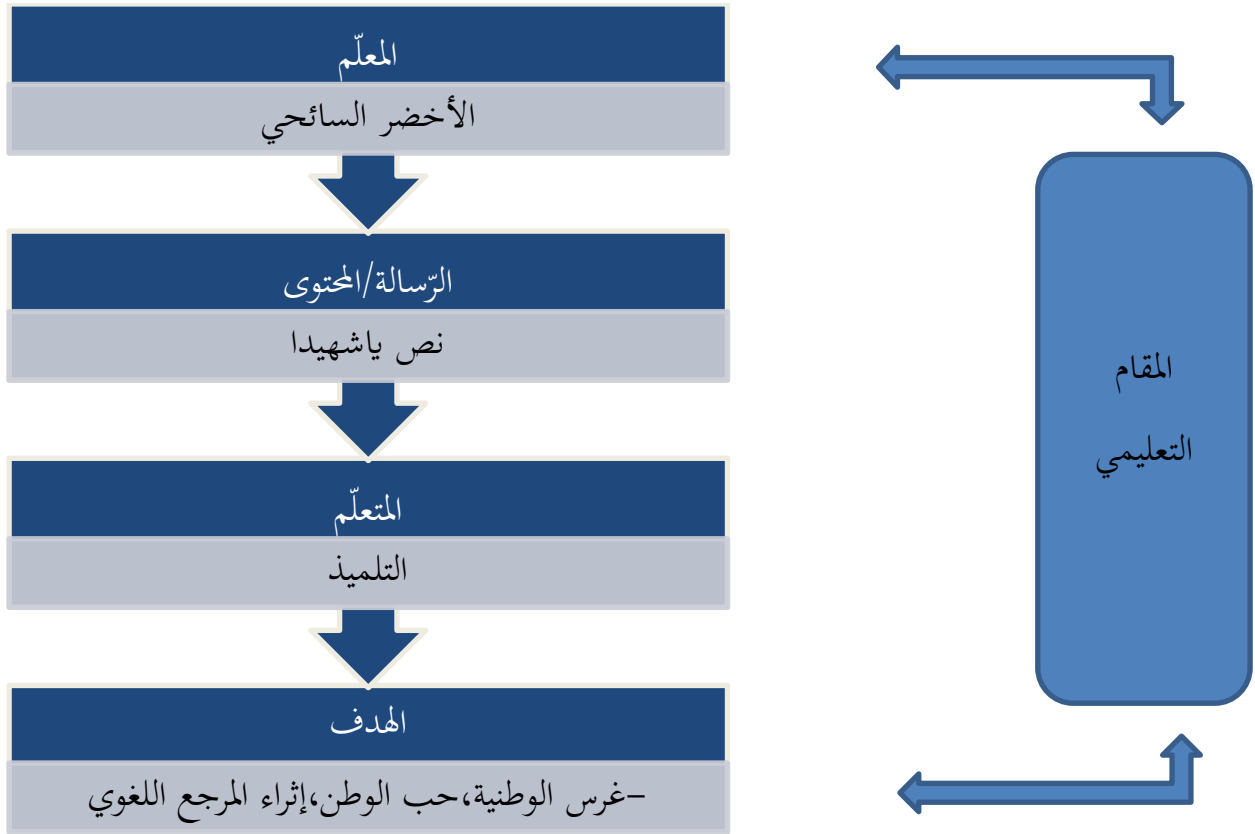 المعلّم
الأخضر السائحي
الرّسالة/المحتوى
نص ياشهيدا
المتعلّم
التلميذ
الهدف
-غرس الوطنية،حب الوطن،إثراء المرجع اللغوي
المقام
التعليمي